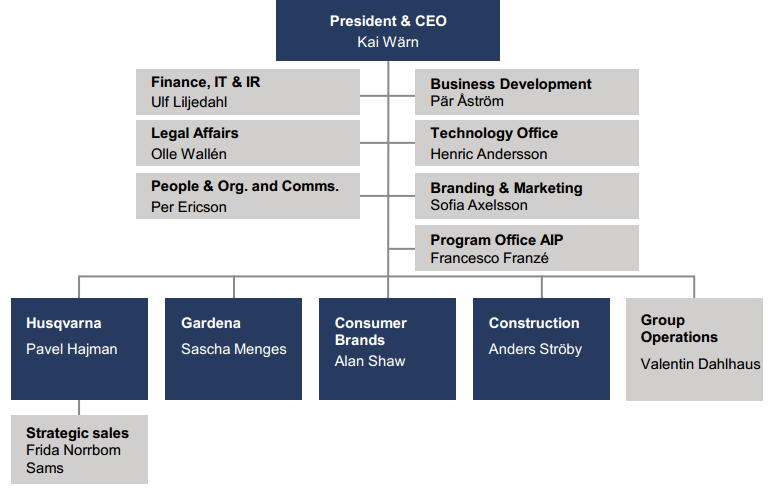 President & CEO
Kai Wärn
Finance, IT & IR
Ulf Liljedahl
Business Development
Pär Åström
Legal Affairs
Olle Wallén
Technology Office
Henric Andersson
People & Org. and Comms.
Per Ericson
Branding & Marketing
Sofia Axelsson
Program Office AIP
Francesco Franzé
Husqvarna
Pavel Hajman
Gardena
Sascha Menges
Consumer
Brands
Alan Shaw
Construction
Anders Ströby
Group
Operations
Valentin Dahlhaus
Strategic sales
Frida Norrbom
Sams